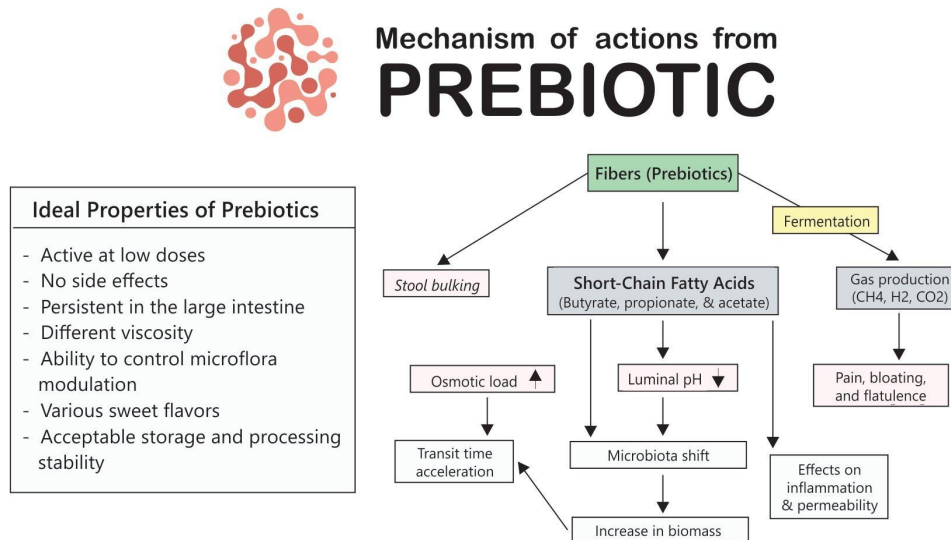 Mechanism of actions from
PREBIOTIC
Ideal Properties of Prebiotics
- Active at low doses
- No side effects
- Persistent in the large intestine
- Different viscosity
- Ability to control microflora
modulation
- Various sweet flavors
- Acceptable storage and processing
stability
Fibers (Prebiotics)
Fermentation
Stool bulking
Short-Chain Fatty Acids
(Butyrate, propionate, & acetate)
Gas production
(CH4, H2, CO2)
Osmotic load
Luminal pH
Pain, bloating,
and flatulence
Transit time
acceleration
Microbiota shift
Effects on
inflammation
& permeability
Increase in biomass